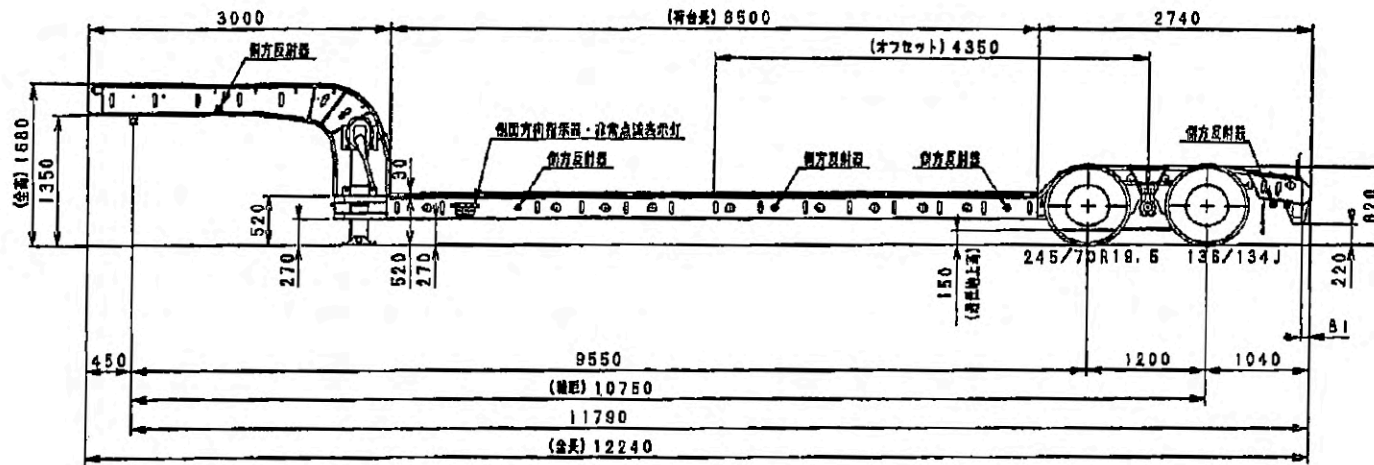 3000
(荷台長) 8500
2740
(オフセット) 4350
側方反射器
側面方向指示器・非常点滅表示灯
側方反射器
側方反射器
側方反射器
側方反射器
(全高) 1680
1350
520
270
30
520
270
150
(最低地上高)
245/70R19.5
136/134J
220
820
81
450
9550
1200
1040
(軸距) 10750
11790
(全長) 12240